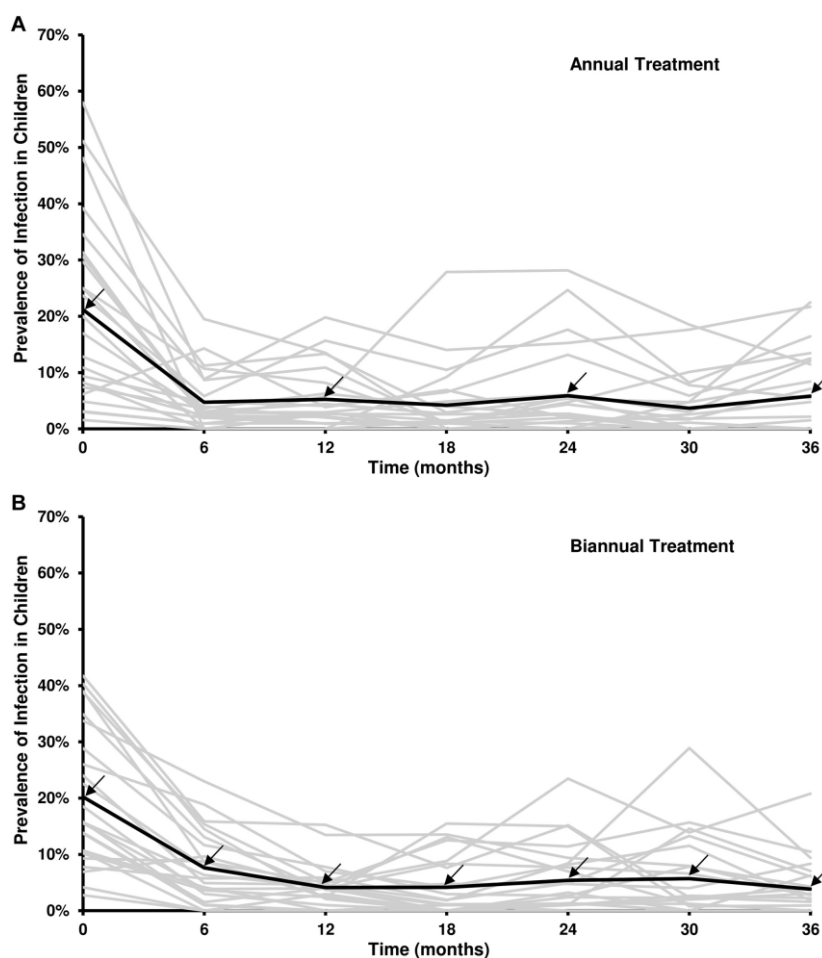 A
70%
Annual Treatment
60%
50%
40%
30%
20%
10%
0%
Prevalence of Infection in Children
0 6 12 18 24 30 36
Time (months)
B
70%
Biannual Treatment
60%
50%
40%
30%
20%
10%
0%
Prevalence of Infection in Children
0 6 12 18 24 30 36
Time (months)